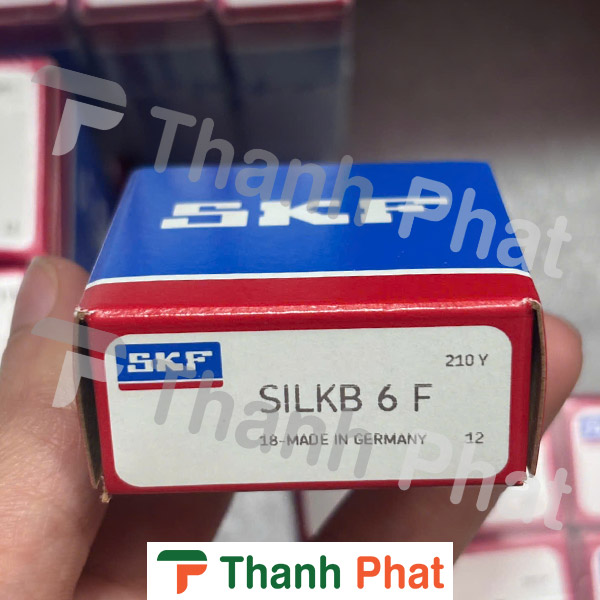 Thanh Phat
SKF
SKF
210 Y
SILKB 6 F
18-MADE IN GERMANY 12
Thanh Phat
Thanh Phat